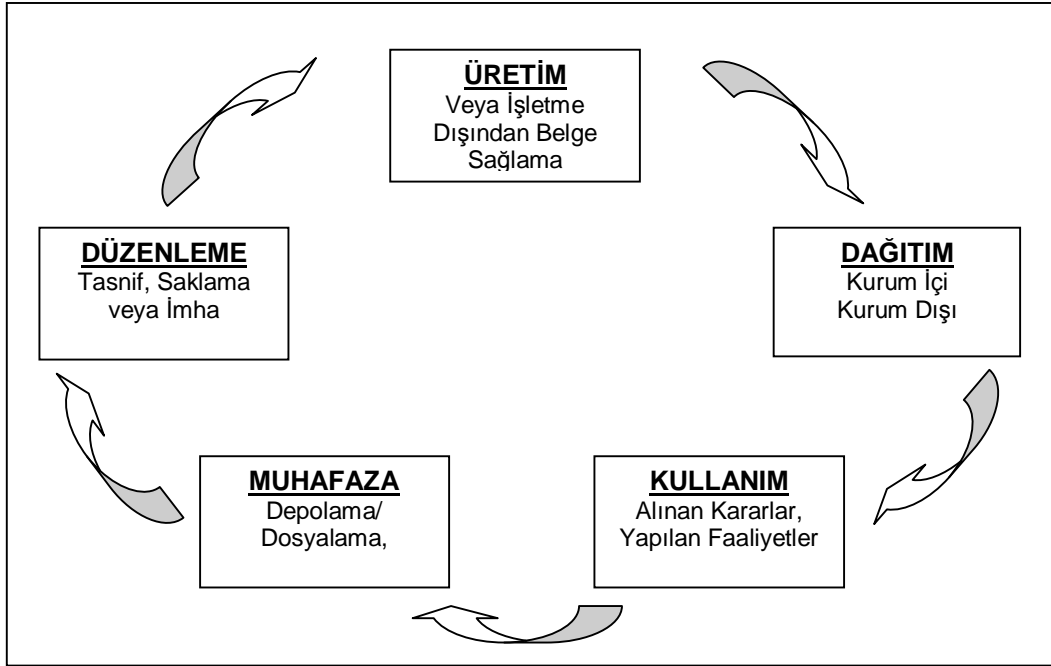 ÜRETİM
Veya İşletme
Dışından Belge
Sağlama
DAĞITIM
Kurum İçi
Kurum Dışı
KULLANIM
Alınan Kararlar,
Yapılan Faaliyetler
MUHAFAZA
Depolama/
Dosyalama,
DÜZENLEME
Tasnif, Saklama
veya İmha